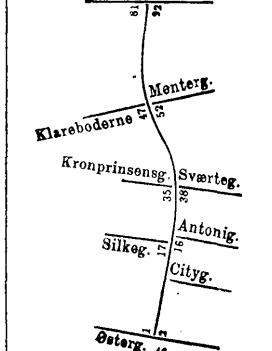 81 92
Mønterg.
Klareboderne 47 52
Kronprinsensg. Sværteg.
35 38
Antonig.
Silkeg. 17 16
Cityg.
1 2
Østerg.